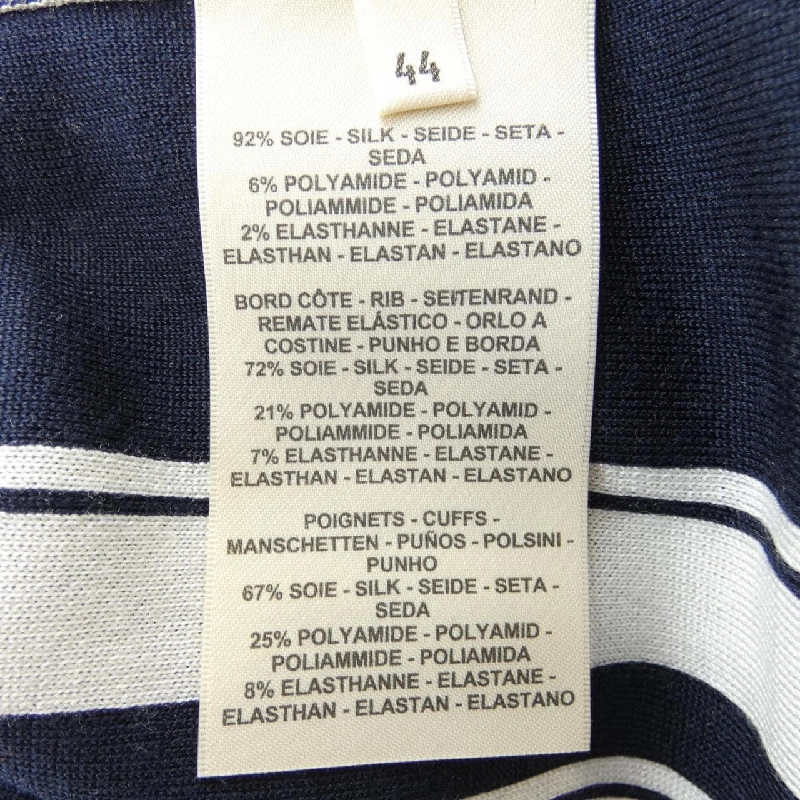 44
92% SOIE - SILK - SEIDE - SETA -
SEDA
6% POLYAMIDE - POLYAMID -
POLIAMMIDE - POLIAMIDA
2% ELASTHANNE - ELASTANE -
ELASTHAN - ELASTAN - ELASTANO
BORD CÔTE - RIB - SEITENRAND -
REMATE ELÁSTICO - ORLO A
COSTINE - PUNHO E BORDA
72% SOIE - SILK - SEIDE - SETA -
SEDA
21% POLYAMIDE - POLYAMID -
POLIAMMIDE - POLIAMIDA
7% ELASTHANNE - ELASTANE -
ELASTHAN - ELASTAN - ELASTANO
POIGNETS - CUFFS -
MANSCHETTEN - PUÑOS - POLSINI -
PUNHO
67% SOIE - SILK - SEIDE - SETA -
SEDA
25% POLYAMIDE - POLYAMID -
POLIAMMIDE - POLIAMIDA
8% ELASTHANNE - ELASTANE -
ELASTHAN - ELASTAN - ELASTANO